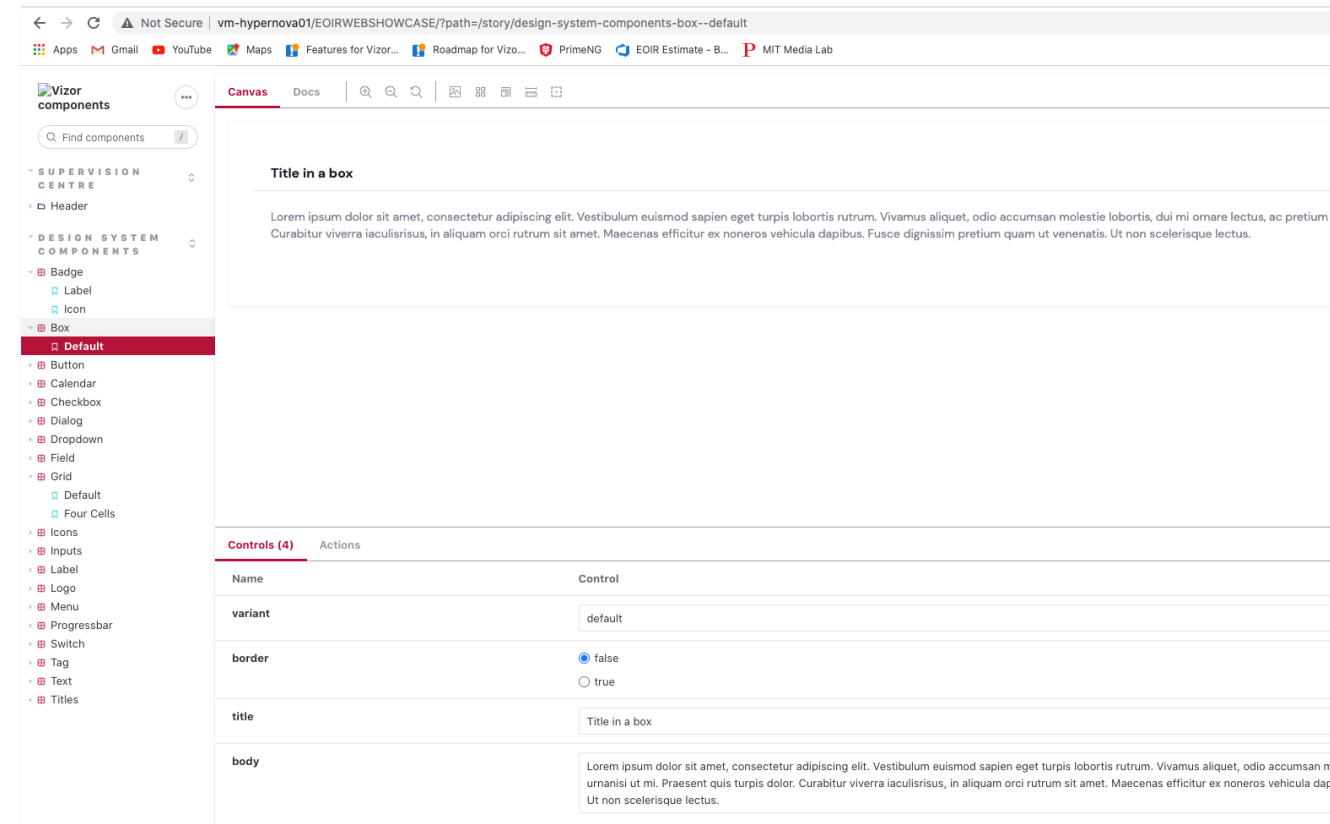 Not Secure vm-hypernova01/EOIRWEBSHOWCASE/?path=/story/design-system-components-box--default
Apps Gmail YouTube Maps Features for Vizor... Roadmap for Vizo... PrimeNG EOIR Estimate - B... MIT Media Lab
Vizor
components
Canvas Docs
Find components /
SUPERVISION
CENTRE
Header
DESIGN SYSTEM
COMPONENTS
Badge
Label
Icon
Box
Default
Button
Calendar
Checkbox
Dialog
Dropdown
Field
Grid
Default
Four Cells
Icons
Inputs
Label
Logo
Menu
Progressbar
Switch
Tag
Text
Titles
Title in a box
Lorem ipsum dolor sit amet, consectetur adipiscing elit. Vestibulum euismod sapien eget turpis lobortis rutrum. Vivamus aliquet, odio accumsan molestie lobortis, dui mi ornare lectus, ac pretium
Curabitur viverra iaculisrisus, in aliquam orci rutrum sit amet. Maecenas efficitur ex noneros vehicula dapibus. Fusce dignissim pretium quam ut venenatis. Ut non scelerisque lectus.
Controls (4) Actions
Name Control
variant default
border false
true
title Title in a box
body Lorem ipsum dolor sit amet, consectetur adipiscing elit. Vestibulum euismod sapien eget turpis lobortis rutrum. Vivamus aliquet, odio accumsan
urnanisi ut mi. Praesent quis turpis dolor. Curabitur viverra iaculisrisus, in aliquam orci rutrum sit amet. Maecenas efficitur ex noneros vehicula
Ut non scelerisque lectus.